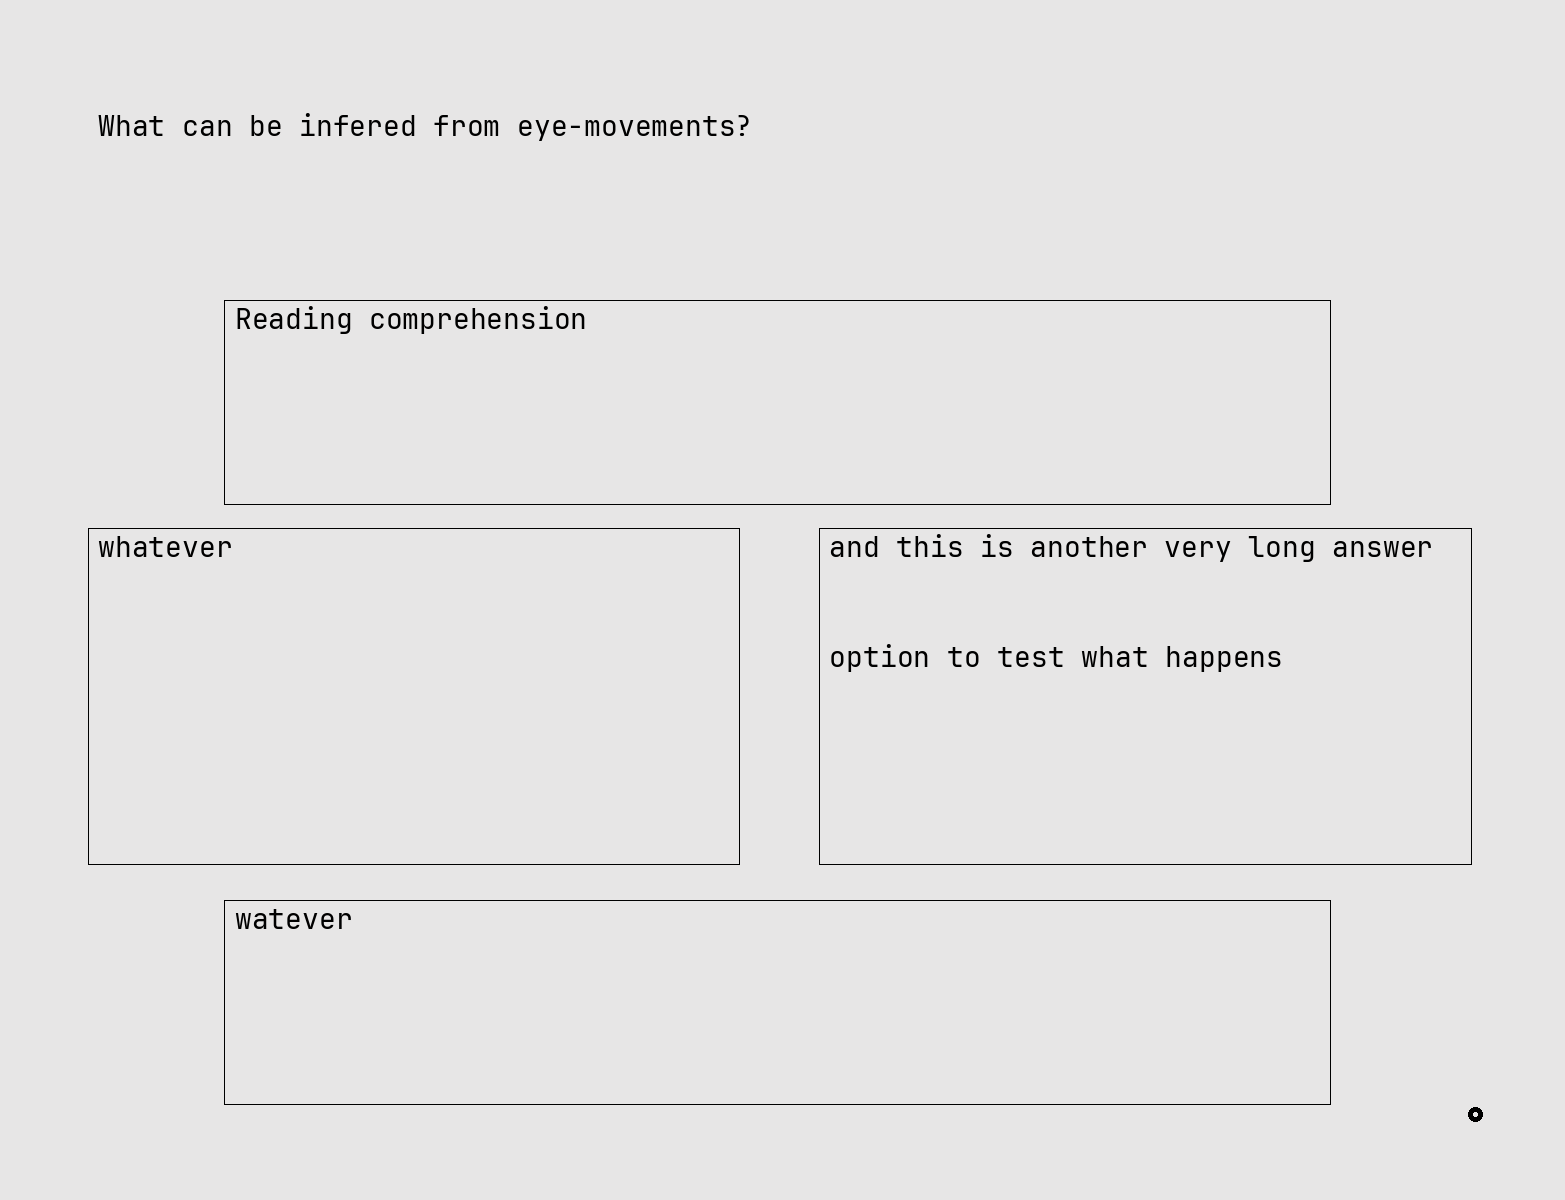 What can be infered from eye-movements?
Reading comprehension
whatever
and this is another very long answer
option to test what happens
watever